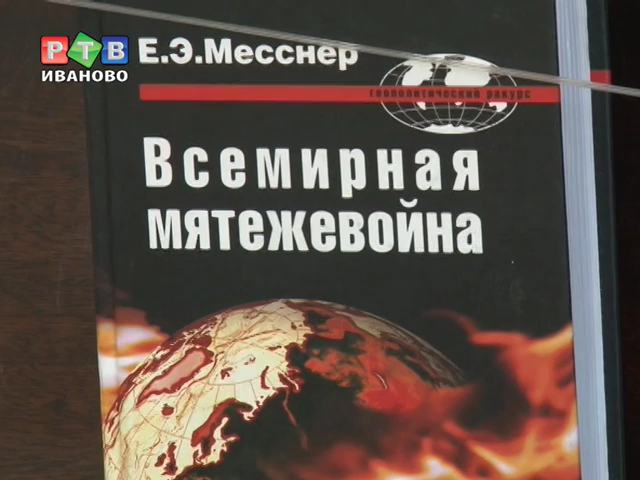 РТВ
ИВАНОВО
Е.Э.Месснер
геополитический ракурс
Всемирная
мятежевойна